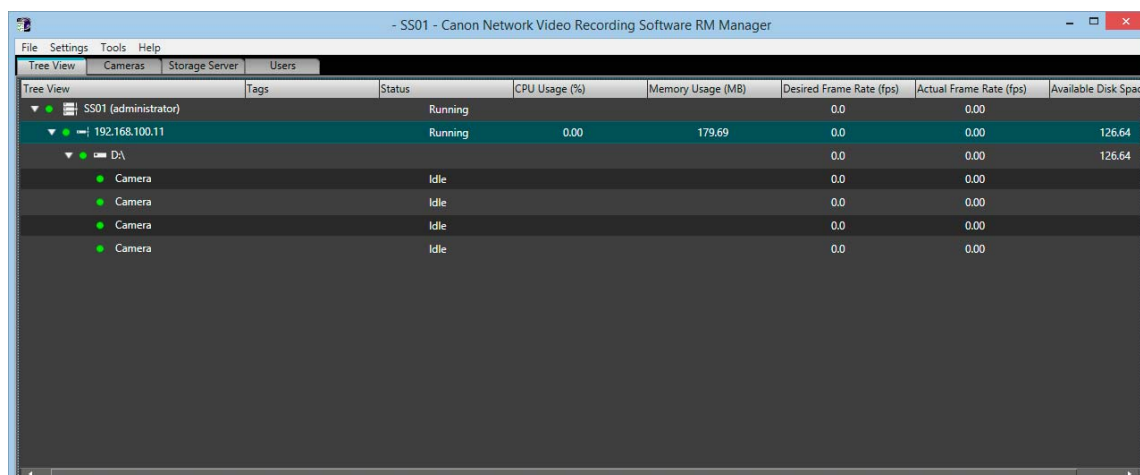 - SS01 - Canon Network Video Recording Software RM Manager
File Settings Tools Help
Tree View Cameras Storage Server Users
Tree View Tags Status CPU Usage (%) Memory Usage (MB) Desired Frame Rate (fps) Actual Frame Rate (fps) Available Disk Spac
SS01 (administrator) Running 0.0 0.00
192.168.100.11 Running 0.00 179.69 0.0 0.00 126.64
D:\ 0.0 0.00 126.64
Camera Idle 0.0 0.00
Camera Idle 0.0 0.00
Camera Idle 0.0 0.00
Camera Idle 0.0 0.00